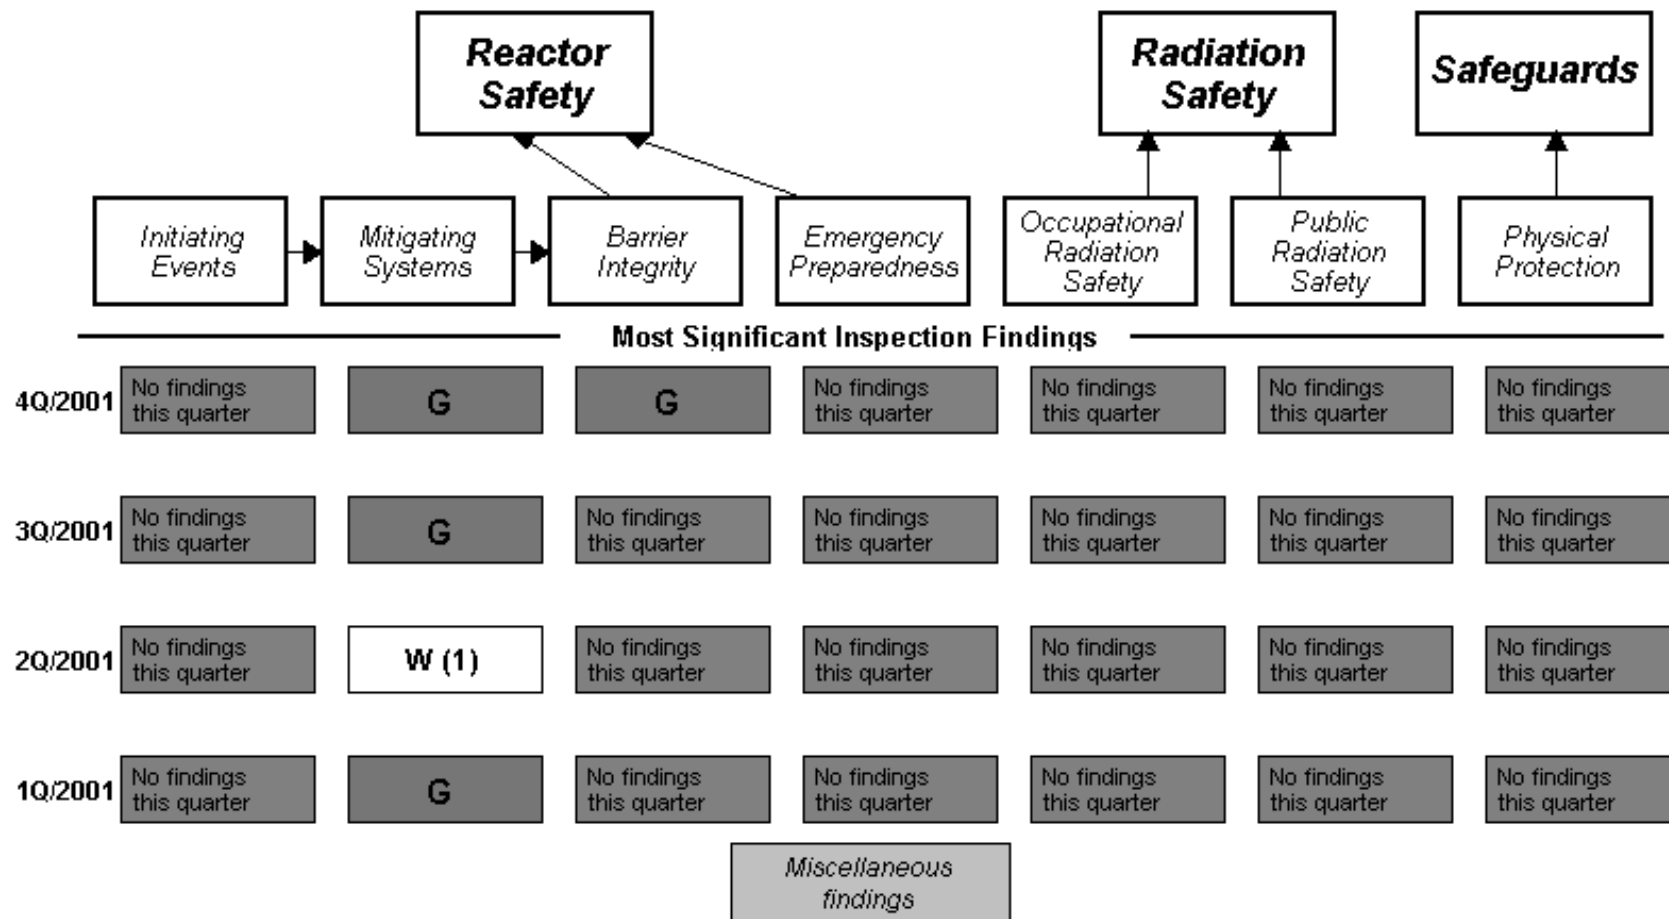 Reactor
Safety
Radiation
Safety
Safeguards
Initiating
Events
Mitigating
Systems
Barrier
Integrity
Emergency
Preparedness
Occupational
Radiation
Safety
Public
Radiation
Safety
Physical
Protection
Most Significant Inspection Findings
4Q/2001
No findings
this quarter
G
G
No findings
this quarter
No findings
this quarter
No findings
this quarter
No findings
this quarter
3Q/2001
No findings
this quarter
G
No findings
this quarter
No findings
this quarter
No findings
this quarter
No findings
this quarter
No findings
this quarter
2Q/2001
No findings
this quarter
W (1)
No findings
this quarter
No findings
this quarter
No findings
this quarter
No findings
this quarter
No findings
this quarter
1Q/2001
No findings
this quarter
G
No findings
this quarter
No findings
this quarter
No findings
this quarter
No findings
this quarter
No findings
this quarter
Miscellaneous
findings